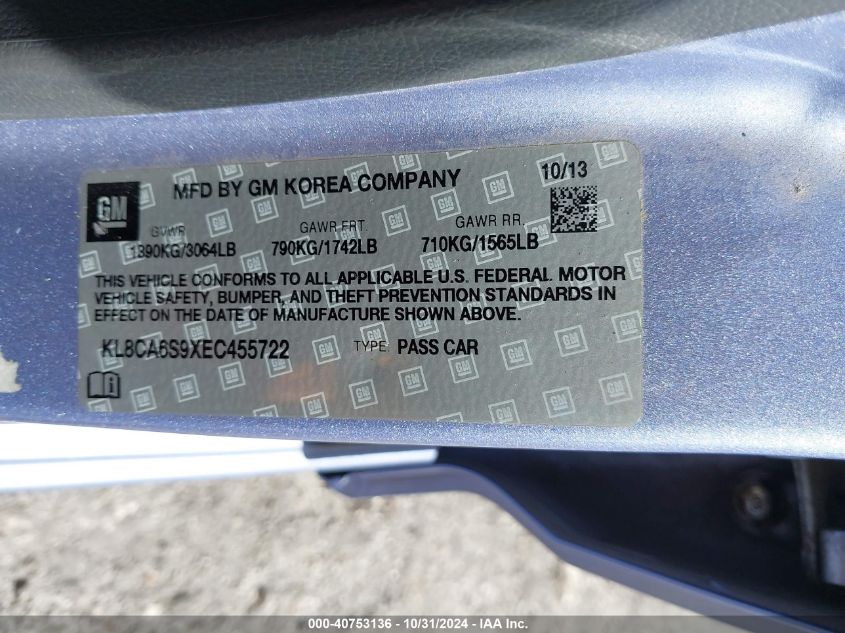 MFD BY GM KOREA COMPANY 10/13
GM
GVWR GAWR FRT. GAWR RR.
1390KG/3064LB 790KG/1742LB 710KG/1565LB
THIS VEHICLE CONFORMS TO ALL APPLICABLE U.S. FEDERAL MOTOR
VEHICLE SAFETY, BUMPER, AND THEFT PREVENTION STANDARDS IN
EFFECT ON THE DATE OF MANUFACTURE SHOWN ABOVE.
KL8CA6S9XEC455722 TYPE: PASS CAR
000-40753136 - 10/31/2024 - IAA Inc.